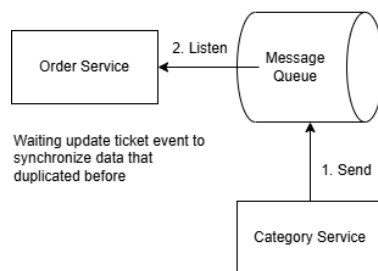 Order Service
2. Listen
Message
Queue
Waiting update ticket event to
synchronize data that
duplicated before
1. Send
Category Service